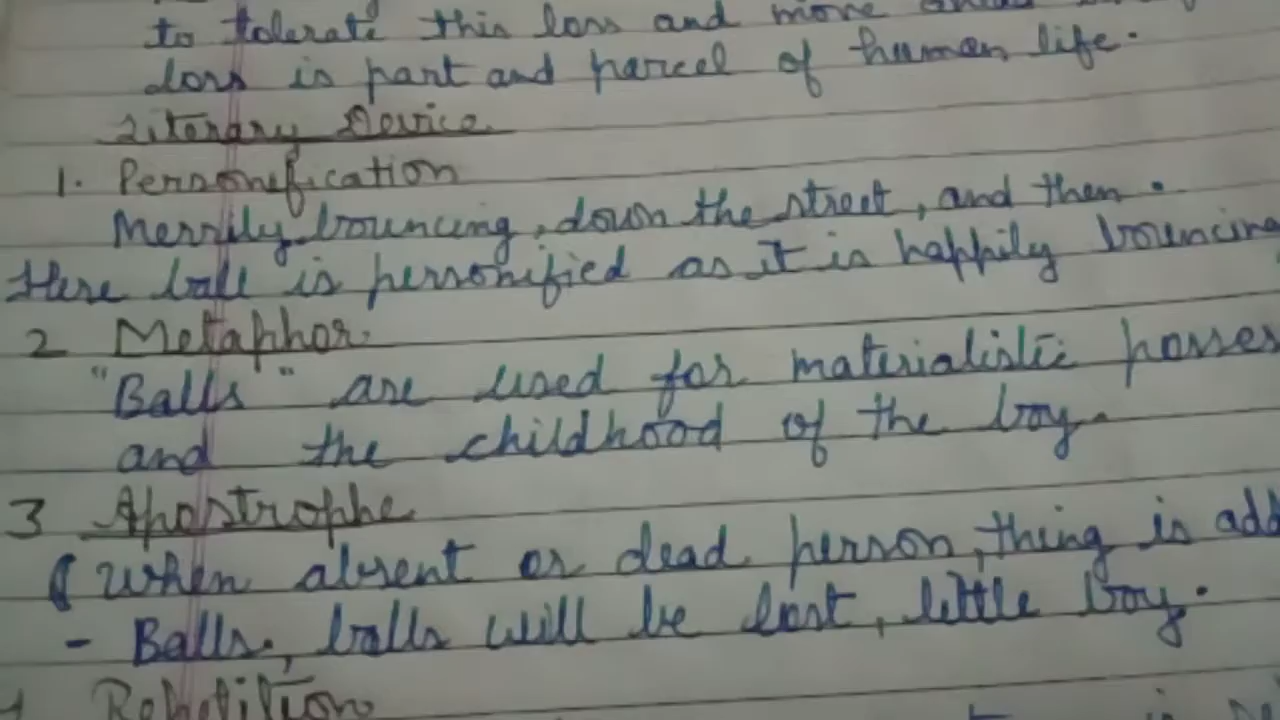 to tolerate this loss and move
loss is part and parcel of human life.
Literary Device
1. Personification
Merrily bouncing, down the street, and then.
Here ball is personified as it is happily bouncing
2 Metaphor.
"Balls" are used for materialistic posses
and the childhood of the boy.
3 Apostrophe
( When absent or dead person, thing is add
- Balls, balls will be lost, little boy.
4 Repetition